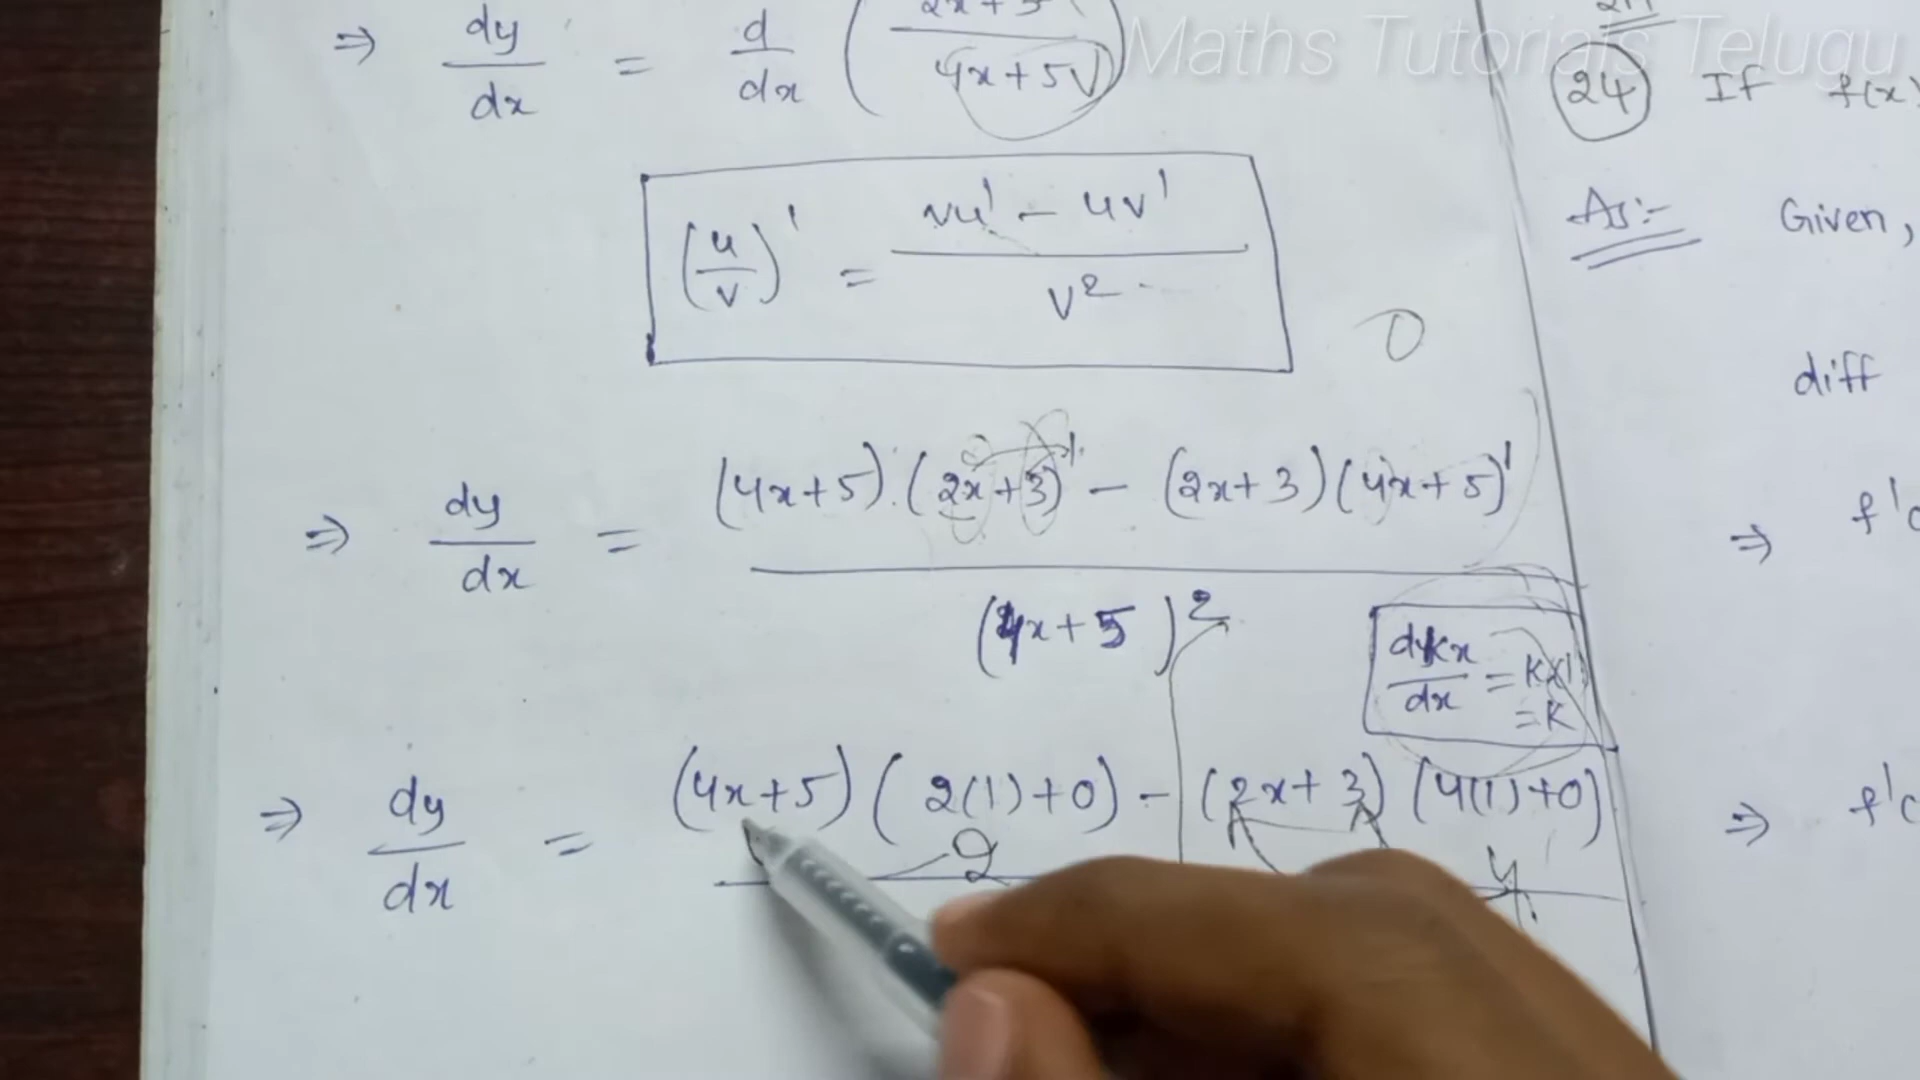 Maths Tutorials Telugu
⇒ dy/dx = d/dx (2x+3 / 4x+5)
(u/v)' = vu' - uv' / v²
0
⇒ dy/dx = (4x+5).(2x+3)' - (2x+3)(4x+5)' / (4x+5)²
dkx/dx = K×1
= K
⇒ dy/dx = (4x+5)(2(1)+0) - (2x+3)(4(1)+0)
2
4
24 If f(x)
As:- Given,
diff
⇒ f'(
⇒ f'(